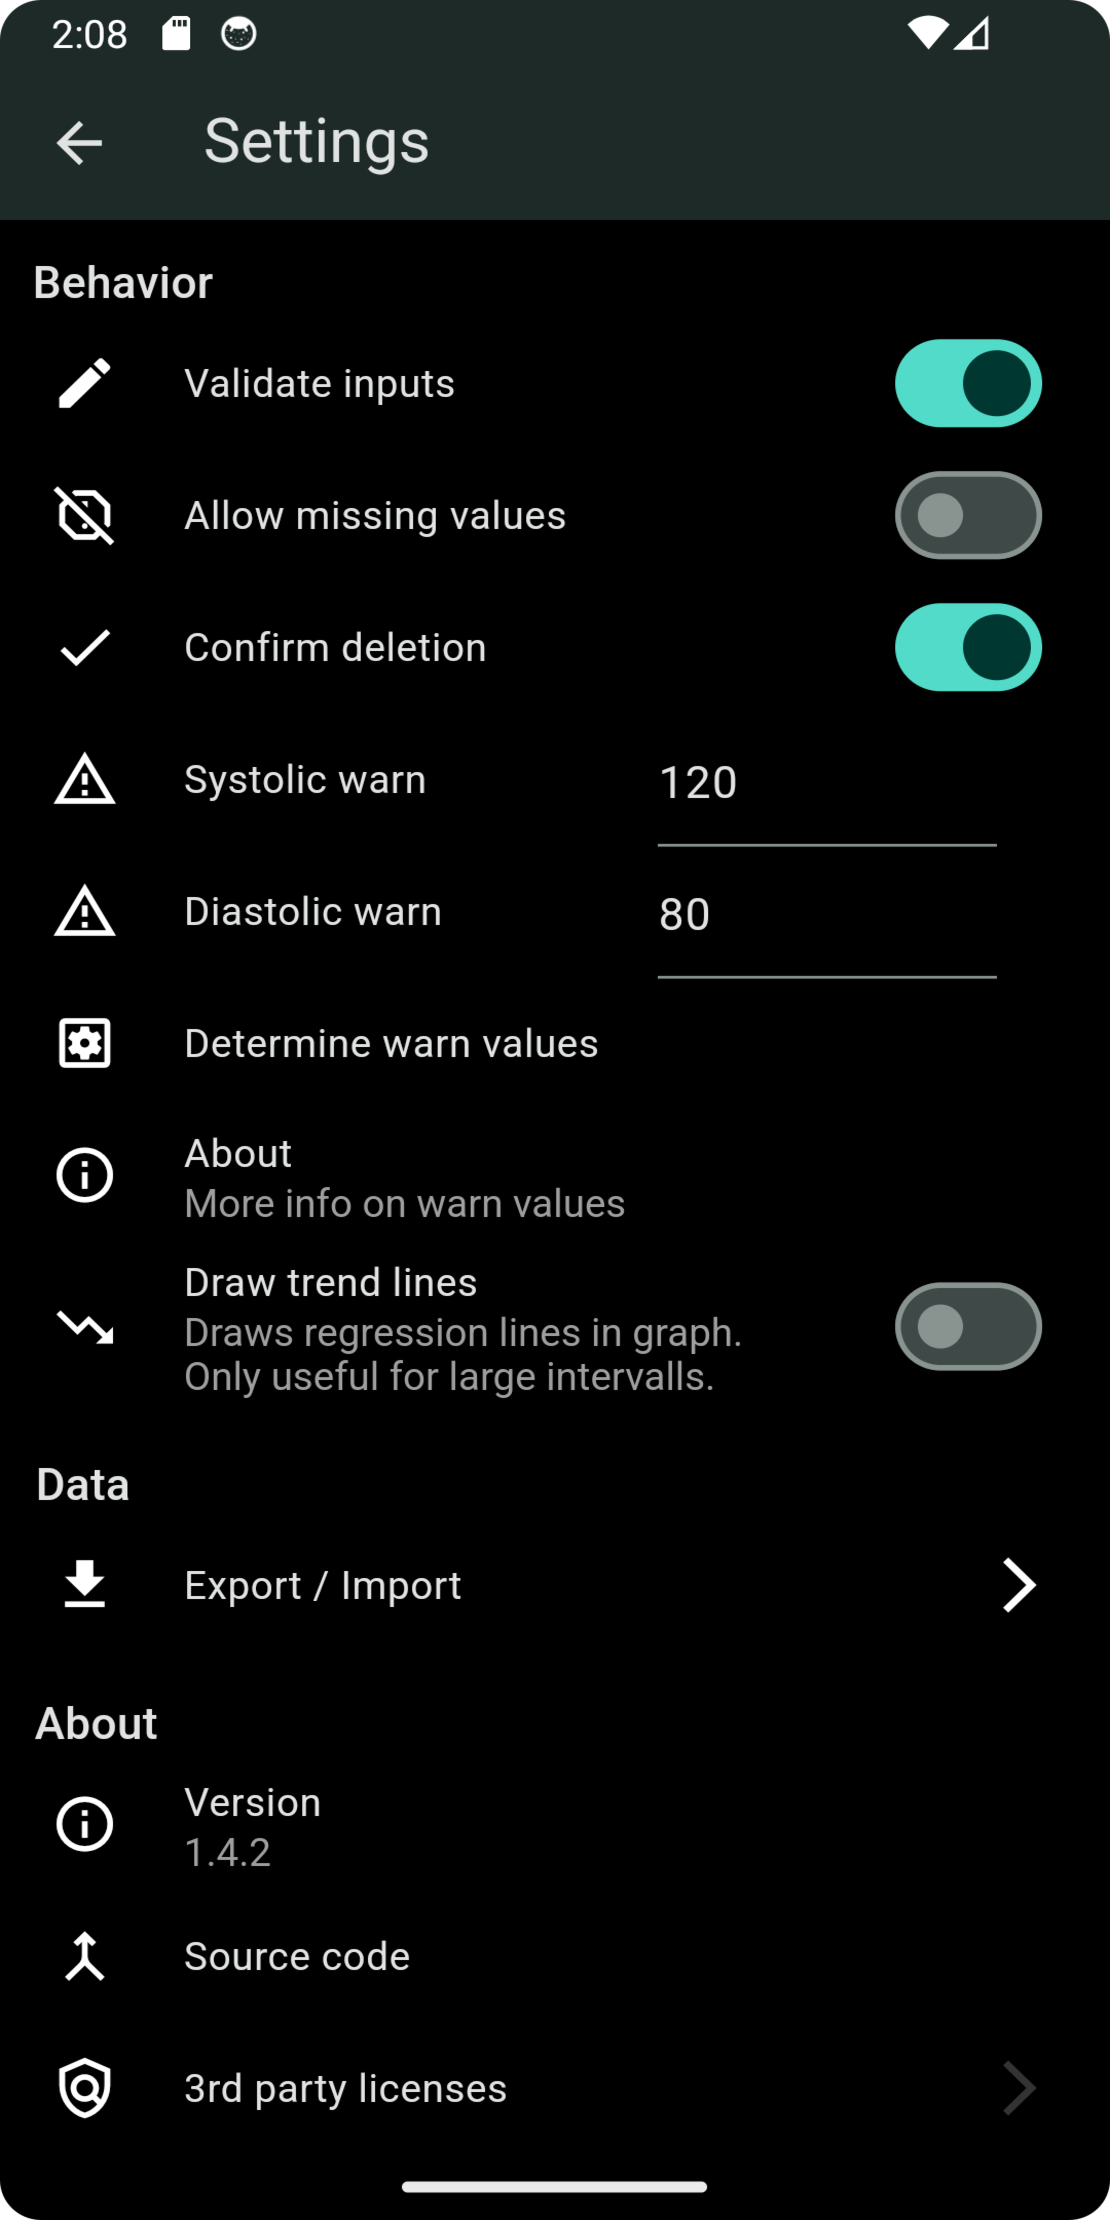 2:08
Settings
Behavior
Validate inputs
Allow missing values
Confirm deletion
Systolic warn
120
Diastolic warn
80
Determine warn values
About
More info on warn values
Draw trend lines
Draws regression lines in graph.
Only useful for large intervalls.
Data
Export / Import
About
Version
1.4.2
Source code
3rd party licenses